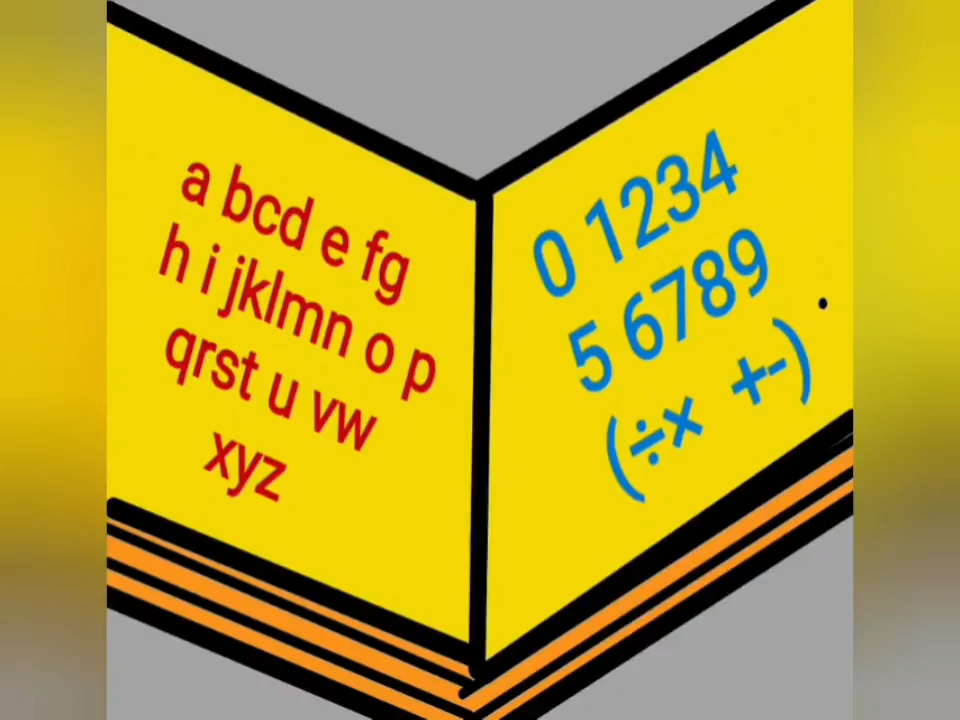 a bcd e fg
h i jklmn o p
qrst u vw
xyz
0 1234
5 6789
(÷× +-)